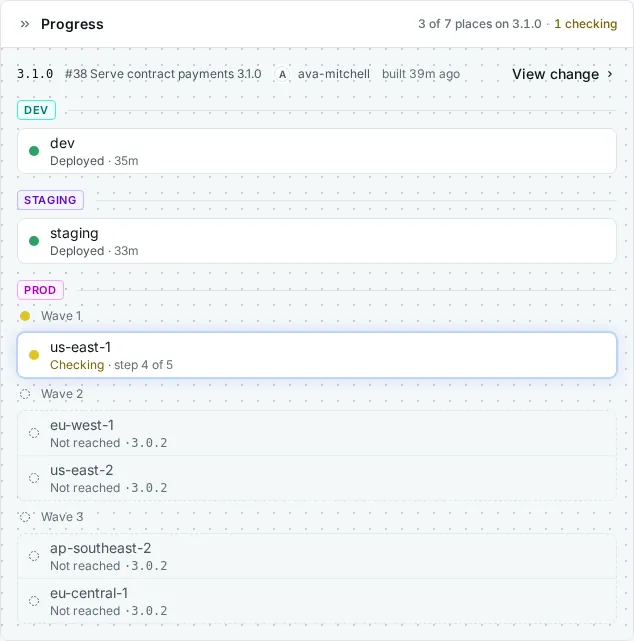 » Progress 3 of 7 places on 3.1.0 · 1 checking
3.1.0 #38 Serve contract payments 3.1.0 A ava-mitchell built 39m ago View change ›
DEV
dev
Deployed · 35m
STAGING
staging
Deployed · 33m
PROD
Wave 1
us-east-1
Checking · step 4 of 5
Wave 2
eu-west-1
Not reached · 3.0.2
us-east-2
Not reached · 3.0.2
Wave 3
ap-southeast-2
Not reached · 3.0.2
eu-central-1
Not reached · 3.0.2